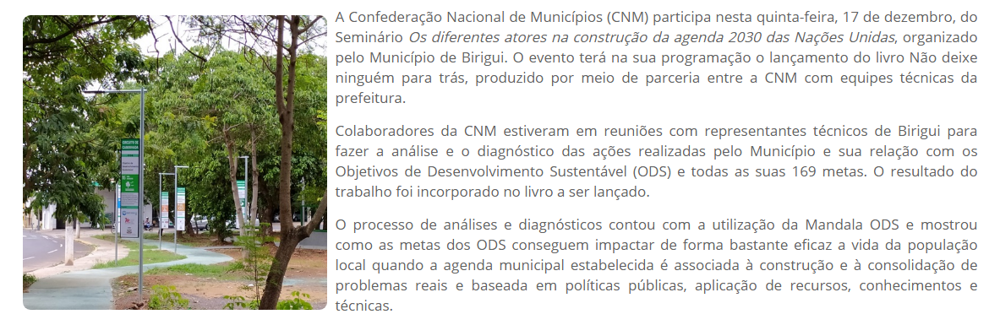 A Confederação Nacional de Municípios (CNM) participa nesta quinta-feira, 17 de dezembro, do
Seminário Os diferentes atores na construção da agenda 2030 das Nações Unidas, organizado
pelo Município de Birigui. O evento terá na sua programação o lançamento do livro Não deixe
ninguém para trás, produzido por meio de parceria entre a CNM com equipes técnicas da
prefeitura.
Colaboradores da CNM estiveram em reuniões com representantes técnicos de Birigui para
fazer a análise e o diagnóstico das ações realizadas pelo Município e sua relação com os
Objetivos de Desenvolvimento Sustentável (ODS) e todas as suas 169 metas. O resultado do
trabalho foi incorporado no livro a ser lançado.
O processo de análises e diagnósticos contou com a utilização da Mandala ODS e mostrou
como as metas dos ODS conseguem impactar de forma bastante eficaz a vida da população
local quando a agenda municipal estabelecida é associada à construção e à consolidação de
problemas reais e baseada em políticas públicas, aplicação de recursos, conhecimentos e
técnicas.
CIRCUITO DE
CAMINHADA